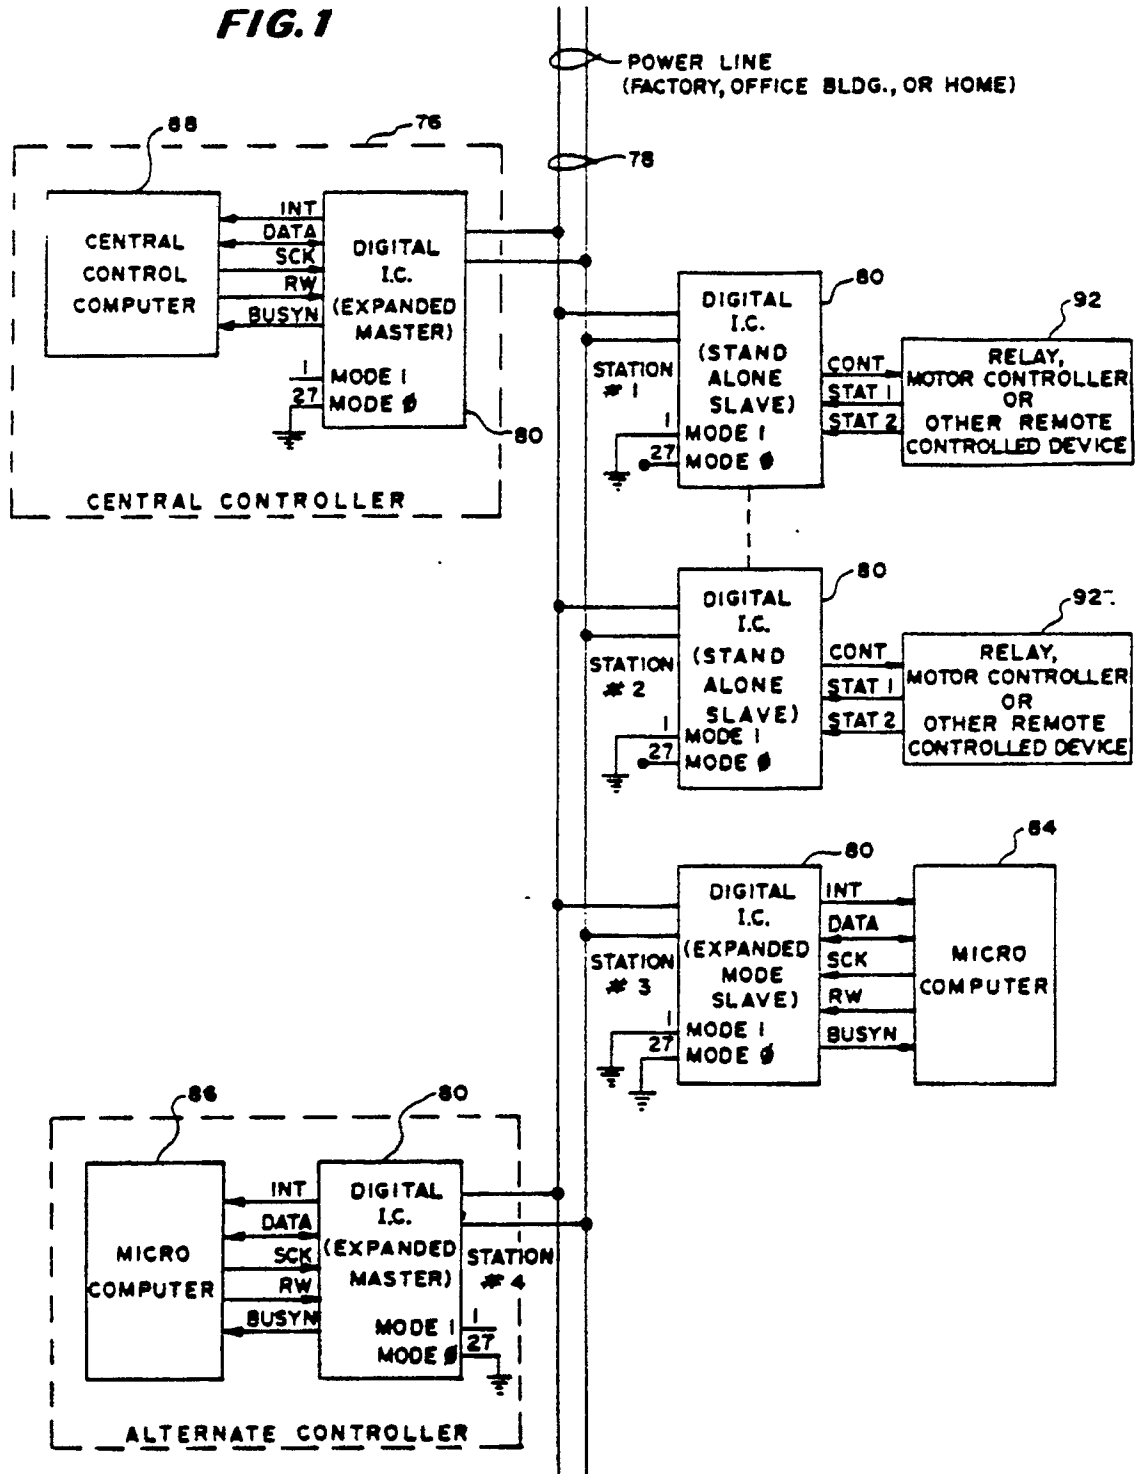 FIG. 1
POWER LINE
(FACTORY, OFFICE BLDG., OR HOME)
78
76
88
CENTRAL
CONTROL
COMPUTER
INT
DATA
SCK
RW
BUSYN
DIGITAL
I.C.
(EXPANDED
MASTER)
1
MODE 1
27
MODE Ø
80
CENTRAL CONTROLLER
80
DIGITAL
I.C.
(STAND
ALONE
SLAVE)
STATION
# 1
1
MODE 1
27
MODE Ø
CONT
STAT 1
STAT 2
92
RELAY,
MOTOR CONTROLLER
OR
OTHER REMOTE
CONTROLLED DEVICE
80
DIGITAL
I.C.
(STAND
ALONE
SLAVE)
STATION
# 2
1
MODE 1
27
MODE Ø
CONT
STAT 1
STAT 2
92
RELAY,
MOTOR CONTROLLER
OR
OTHER REMOTE
CONTROLLED DEVICE
80
DIGITAL
I.C.
(EXPANDED
MODE
SLAVE)
STATION
# 3
1
MODE 1
27
MODE Ø
INT
DATA
SCK
RW
BUSYN
84
MICRO
COMPUTER
86
MICRO
COMPUTER
INT
DATA
SCK
RW
BUSYN
80
DIGITAL
I.C.
(EXPANDED
MASTER)
STATION
# 4
1
MODE 1
27
MODE Ø
ALTERNATE CONTROLLER